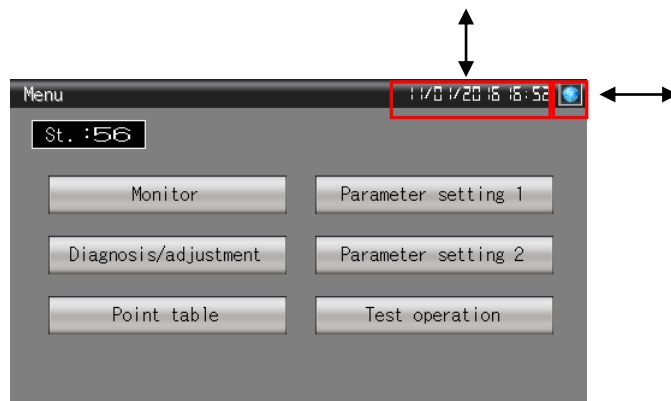 Menu 11/01/2016 16:52
St.:56
Monitor Parameter setting 1
Diagnosis/adjustment Parameter setting 2
Point table Test operation